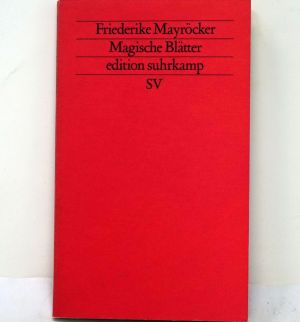 Friederike Mayröcker
Magische Blätter
edition suhrkamp
SV